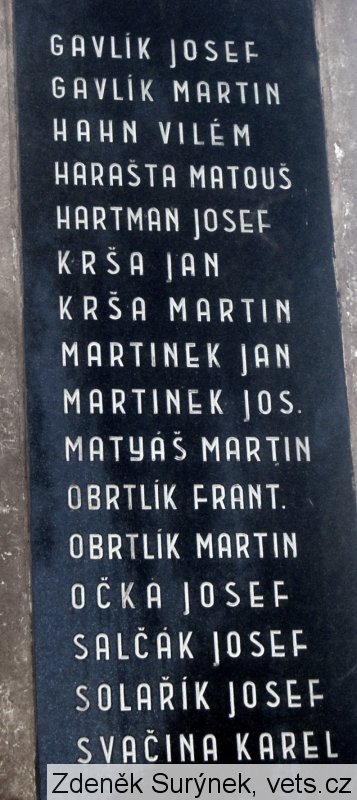 GAVLÍK JOSEF
GAVLÍK MARTIN
HAHN VILÉM
HARAŠTA MATOUŠ
HARTMAN JOSEF
KRŠA JAN
KRŠA MARTIN
MARTINEK JAN
MARTINEK JOS.
MATYÁŠ MARTIN
OBRTLÍK FRANT.
OBRTLÍK MARTIN
OČKA JOSEF
SALČÁK JOSEF
SOLAŘÍK JOSEF
SVAČINA KAREL
Zdeněk Surýnek, vets.cz